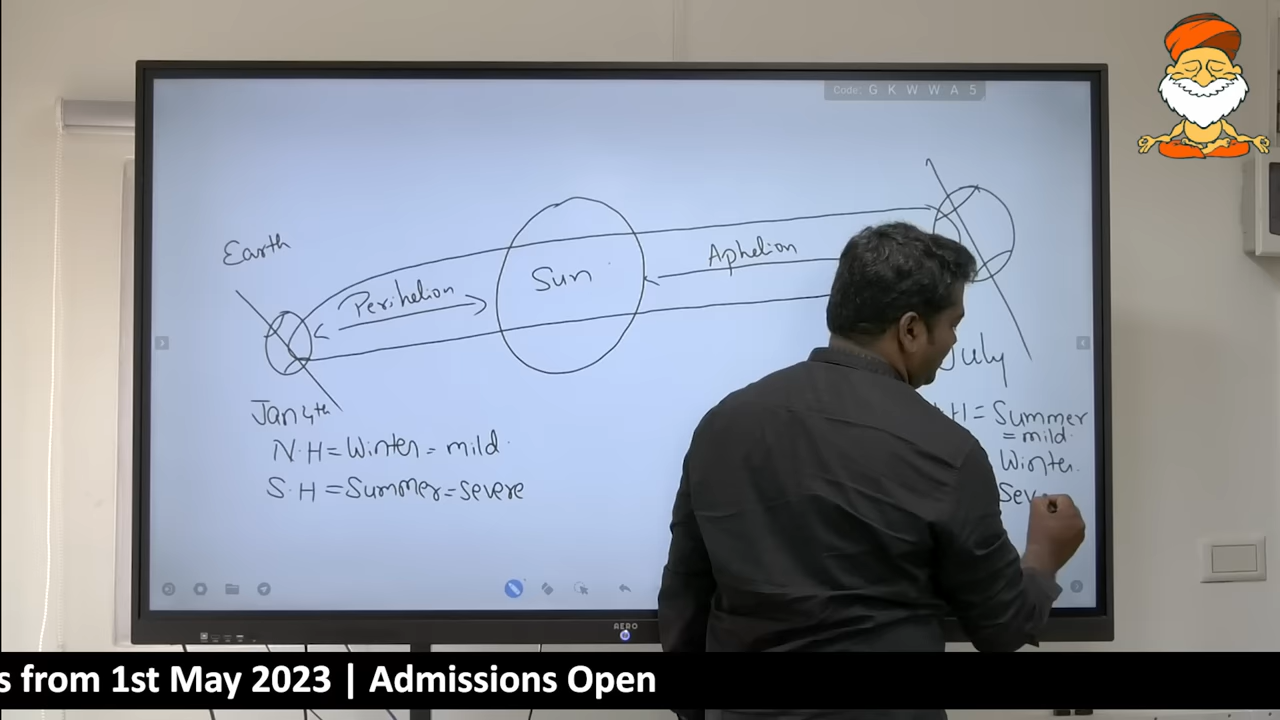 Code: G K W W A 5
Earth
Perihelion
Sun
Aphelion
Jan 4th
N.H = Winter = mild.
S.H = Summer = severe
July
H = Summer
= mild.
Winter.
Sev
AERO
from 1st May 2023 | Admissions Open